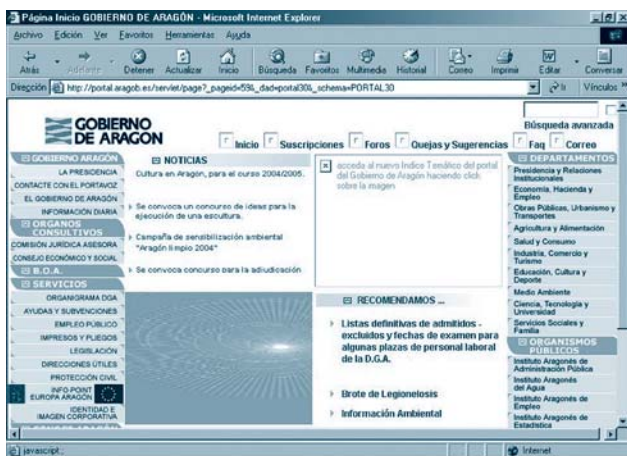 Página Inicio GOBIERNO DE ARAGÓN - Microsoft Internet Explorer
Archivo Edición Ver Favoritos Herramientas Ayuda
Atrás Adelante Detener Actualizar Inicio Búsqueda Favoritos Multimedia Historial Correo Imprimir Editar Conversar
Dirección http://portal.aragob.es/servlet/page?_pageid=59&_dad=portal30&_schema=PORTAL30 Ir Vínculos
GOBIERNO
DE ARAGON
Búsqueda avanzada
Inicio Suscripciones Foros Quejas y Sugerencias Faq Correo
GOBIERNO ARAGÓN
LA PRESIDENCIA
CONTACTE CON EL PORTAVOZ
EL GOBIERNO DE ARAGÓN
INFORMACIÓN DIARIA
ORGANOS
CONSULTIVOS
COMISIÓN JURÍDICA ASESORA
CONSEJO ECONÓMICO Y SOCIAL
B.O.A.
SERVICIOS
ORGANIGRAMA DGA
AYUDAS Y SUBVENCIONES
EMPLEO PÚBLICO
IMPRESOS Y PLIEGOS
LEGISLACIÓN
DIRECCIONES ÚTILES
PROTECCIÓN CIVIL
INFO POINT
EUROPA ARAGÓN
IDENTIDAD E
IMAGEN CORPORATIVA
NOTICIAS
Cultura en Aragón, para el curso 2004/2005.
Se convoca un concurso de ideas para la
ejecución de una escultura.
Campaña de sensibilización ambiental
"Aragón limpio 2004"
Se convoca concurso para la adjudicación
acceda al nuevo Indice Temático del portal
del Gobierno de Aragón haciendo click
sobre la imagen
RECOMENDAMOS ...
Listas definitivas de admitidos -
excluidos y fechas de examen para
algunas plazas de personal laboral
de la D.G.A.
Brote de Legionelosis
Información Ambiental
DEPARTAMENTOS
Presidencia y Relaciones
Institucionales
Economía, Hacienda y
Empleo
Obras Públicas, Urbanismo y
Transportes
Agricultura y Alimentación
Salud y Consumo
Industria, Comercio y
Turismo
Educación, Cultura y
Deporte
Medio Ambiente
Ciencia, Tecnología y
Universidad
Servicios Sociales y
Familia
ORGANISMOS
PÚBLICOS
Instituto Aragonés de
Administración Pública
Instituto Aragonés
del Agua
Instituto Aragonés de
Empleo
Instituto Aragonés de
Estadística
javascript:; Internet